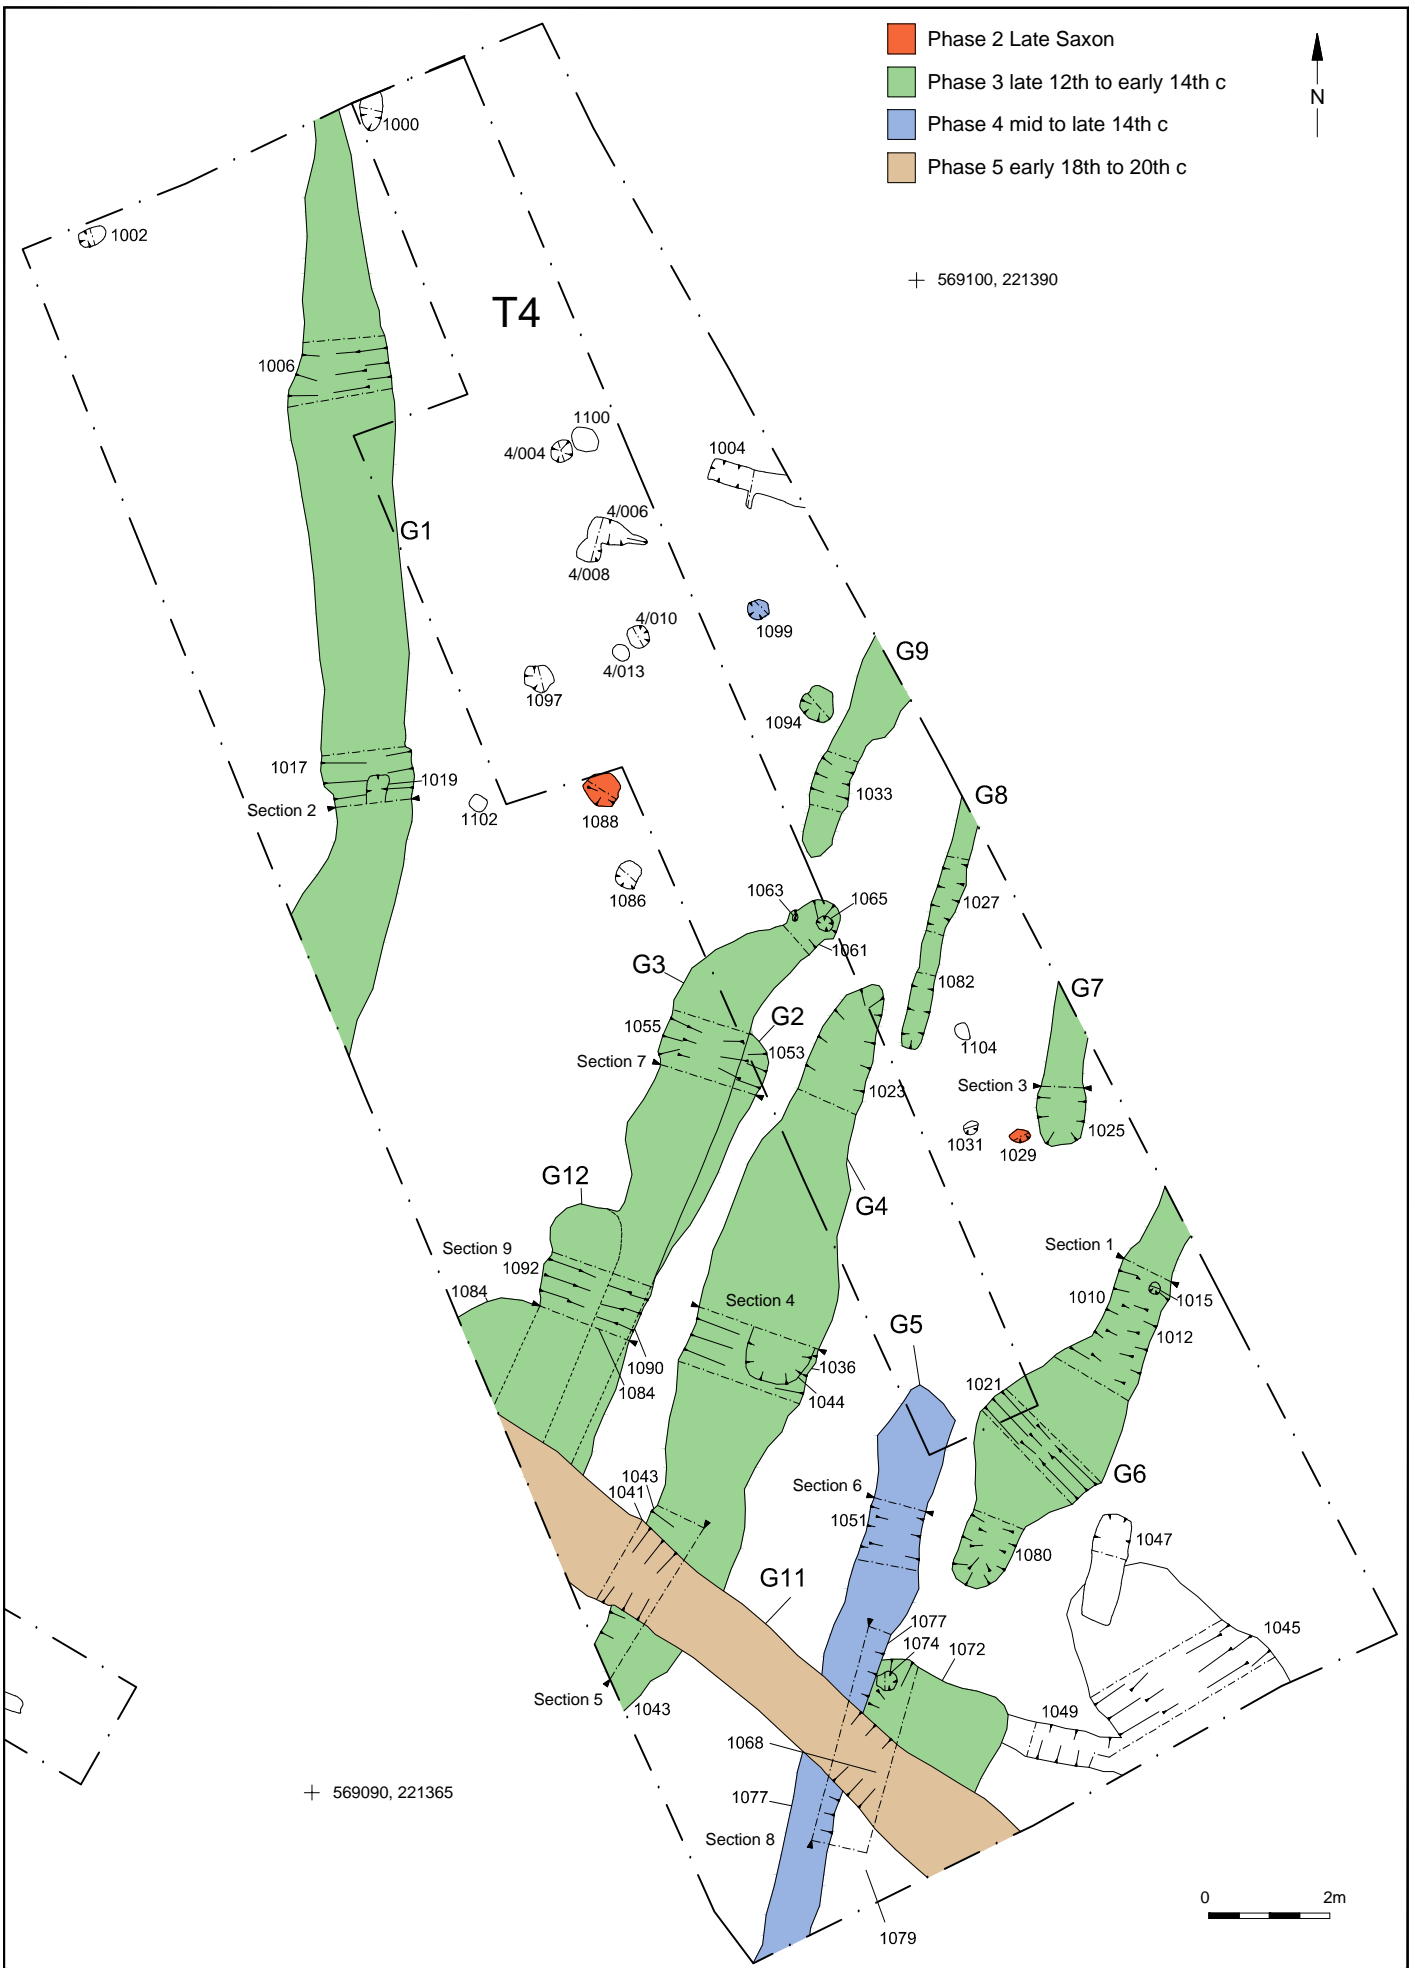 Phase 2 Late Saxon
Phase 3 late 12th to early 14th c
Phase 4 mid to late 14th c
Phase 5 early 18th to 20th c
N
1000
1002
569100, 221390
T4
1006
1100
4/004
1004
4/006
G1
4/008
1099
4/010
4/013
G9
1097
1094
1017
1019
1033
G8
Section 2
1102
1088
1086
1063
1065
1027
1061
G3
1082
G7
G2
1055
1053
1104
Section 7
1023
Section 3
1031
1029
1025
G12
G4
Section 9
Section 1
1092
1084
1010
1015
Section 4
1012
G5
1036
1090
1084
1044
1021
1043
1041
Section 6
G6
1051
1047
1080
G11
1077
1074
1072
1045
Section 5
1043
1049
1068
569090, 221365
1077
Section 8
0 2m
1079